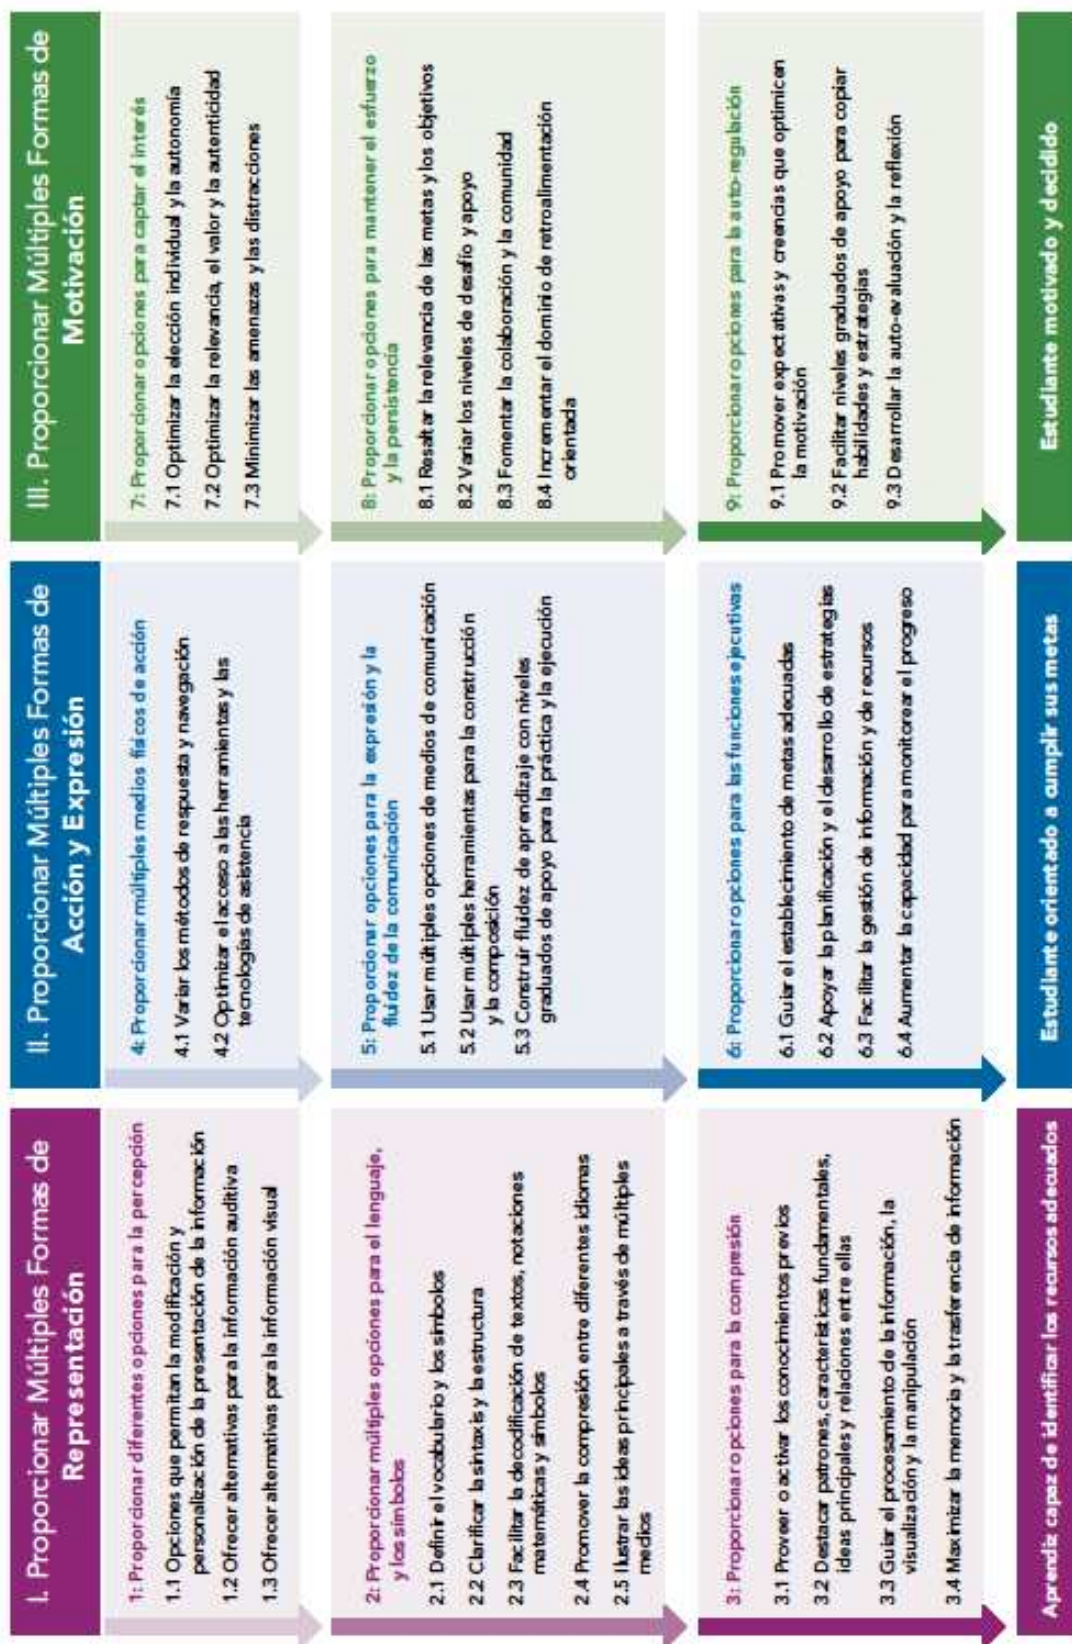 I. Proporcionar Múltiples Formas de
Representación
1: Proporcionar diferentes opciones para la percepción
1.1 Opciones que permitan la modificación y
personalización de la presentación de la información
1.2 Ofrecer alternativas para la información auditiva
1.3 Ofrecer alternativas para la información visual
2: Proporcionar múltiples opciones para el lenguaje,
y los símbolos
2.1 Definir el vocabulario y los símbolos
2.2 Clarificar la sintaxis y la estructura
2.3 Facilitar la decodificación de textos, notaciones
matemáticas y símbolos
2.4 Promover la compresión entre diferentes idiomas
2.5 Ilustrar las ideas principales a través de múltiples
medios
3: Proporcionar opciones para la compresión
3.1 Proveer o activar los conocimientos previos
3.2 Destacar patrones, características fundamentales,
ideas principales y relaciones entre ellas
3.3 Guiar el procesamiento de la información, la
visualización y la manipulación
3.4 Maximizar la memoria y la trasferencia de información
Aprendiz capaz de identificar los recursos adecuados
II. Proporcionar Múltiples Formas de
Acción y Expresión
4: Proporcionar múltiples medios físicos de acción
4.1 Variar los métodos de respuesta y navegación
4.2 Optimizar el acceso a las herramientas y las
tecnologías de asistencia
5: Proporcionar opciones para la expresión y la
fluidez de la comunicación
5.1 Usar múltiples opciones de medios de comunicación
5.2 Usar múltiples herramientas para la construcción
y la composición
5.3 Construir fluidez de aprendizaje con niveles
graduados de apoyo para la práctica y la ejecución
6: Proporcionar opciones para las funciones ejecutivas
6.1 Guiar el establecimiento de metas adecuadas
6.2 Apoyar la planificación y el desarrollo de estrategias
6.3 Facilitar la gestión de información y de recursos
6.4 Aumentar la capacidad para monitorear el progreso
Estudiante orientado a cumplir sus metas
III. Proporcionar Múltiples Formas de
Motivación
7: Proporcionar opciones para captar el interés
7.1 Optimizar la elección individual y la autonomía
7.2 Optimizar la relevancia, el valor y la autenticidad
7.3 Minimizar las amenazas y las distracciones
8: Proporcionar opciones para mantener el esfuerzo
y la persistencia
8.1 Resaltar la relevancia de las metas y los objetivos
8.2 Variar los niveles de desafío y apoyo
8.3 Fomentar la colaboración y la comunidad
8.4 Incrementar el dominio de retroalimentación
orientada
9: Proporcionar opciones para la auto-regulación
9.1 Promover expectativas y creencias que optimicen
la motivación
9.2 Facilitar niveles graduados de apoyo para copiar
habilidades y estrategias
9.3 Desarrollar la auto-evaluación y la reflexión
Estudiante motivado y decidido